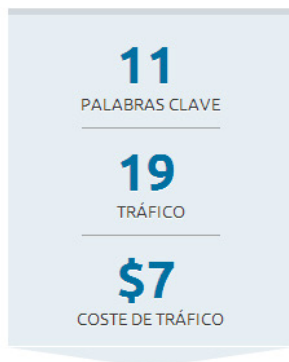 11
PALABRAS CLAVE
19
TRÁFICO
$7
COSTE DE TRÁFICO